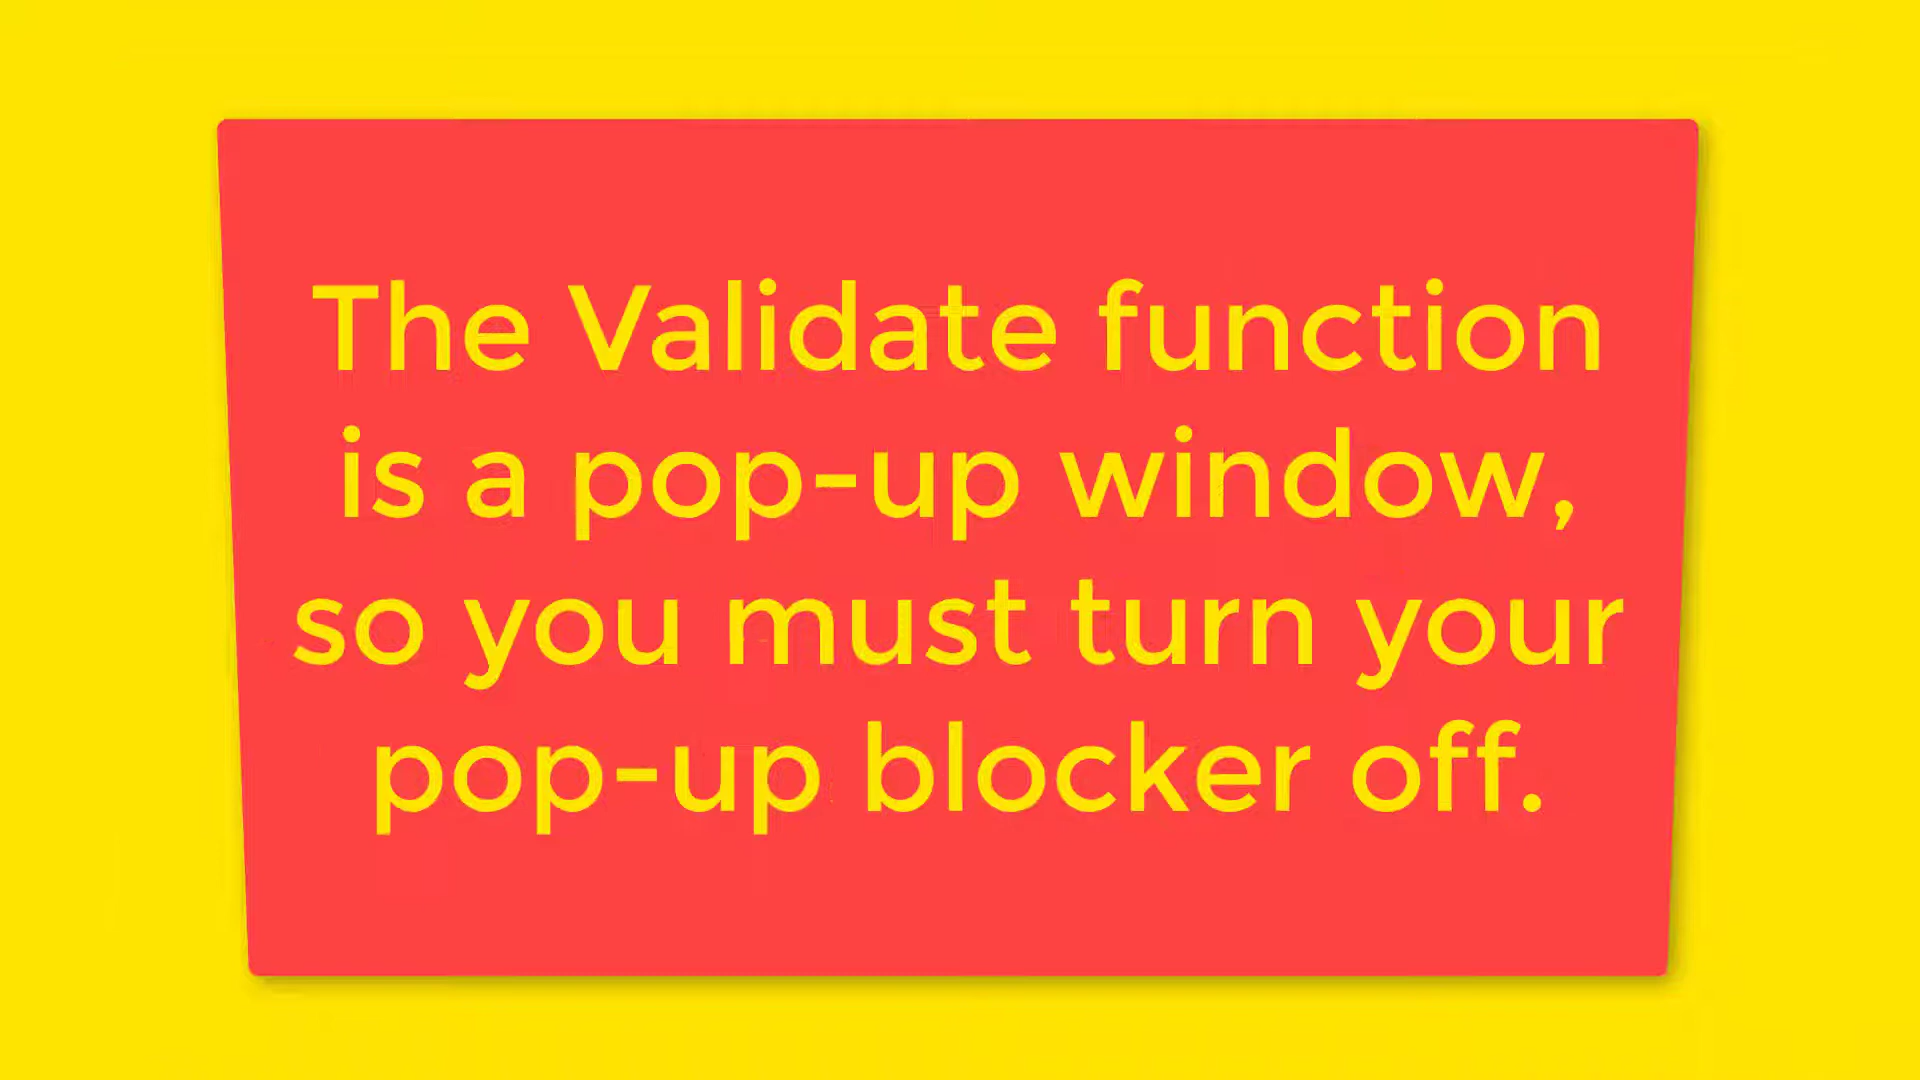 The Validate function
is a pop-up window,
so you must turn your
pop-up blocker off.